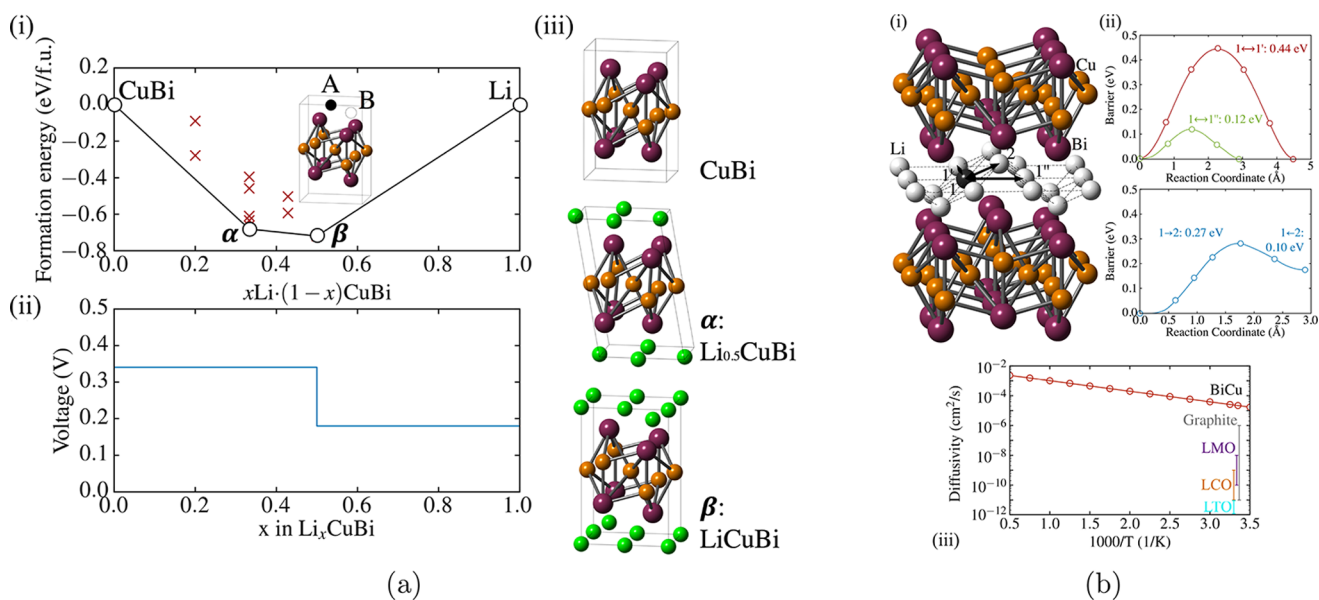 (i)
Formation energy (eV/f.u.)
0.2
0.0
−0.2
−0.4
−0.6
−0.8
CuBi
Li
A
B
α
β
0.0 0.2 0.4 0.6 0.8 1.0
xLi·(1−x)CuBi
(ii)
Voltage (V)
0.5
0.4
0.3
0.2
0.1
0.0
0.0 0.2 0.4 0.6 0.8 1.0
x in LiₓCuBi
(iii)
CuBi
α:
Li₀.₅CuBi
β:
LiCuBi
(a)
(i)
Cu
Bi
Li
2
1'
1
1"
(ii)
Barrier (eV)
0.5
0.4
0.3
0.2
0.1
0.0
1↔1': 0.44 eV
1↔1": 0.12 eV
0 1 2 3 4 5
Reaction Coordinate (Å)
Barrier (eV)
0.5
0.4
0.3
0.2
0.1
0.0
1→2: 0.27 eV
1←2:
0.10 eV
0.0 0.5 1.0 1.5 2.0 2.5 3.0
Reaction Coordinate (Å)
Diffusivity (cm²/s)
10⁻²
10⁻⁴
10⁻⁶
10⁻⁸
10⁻¹⁰
10⁻¹²
BiCu
Graphite
LMO
LCO
LTO
0.5 1.0 1.5 2.0 2.5 3.0 3.5
1000/T (1/K)
(iii)
(b)